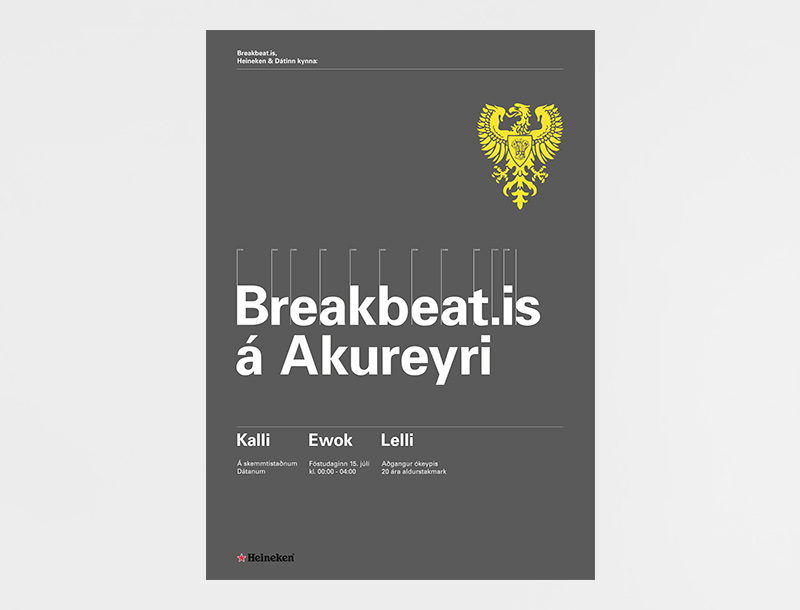 Breakbeat.is,
Heineken & Dátinn kynna:
Breakbeat.is
á Akureyri
Kalli
Á skemmtistaðnum
Dátanum
Ewok
Föstudaginn 15. júlí
kl. 00:00 - 04:00
Lelli
Aðgangur ókeypis
20 ára aldurstakmark
Heineken